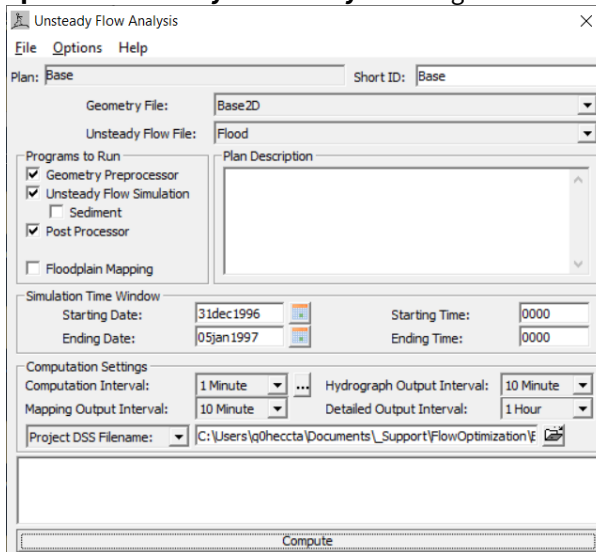 Unsteady Flow Analysis
File Options Help
Plan: Base Short ID: Base
Geometry File: Base2D
Unsteady Flow File: Flood
Programs to Run Plan Description
Geometry Preprocessor
Unsteady Flow Simulation
Sediment
Post Processor
Floodplain Mapping
Simulation Time Window
Starting Date: 31dec1996 Starting Time: 0000
Ending Date: 05jan1997 Ending Time: 0000
Computation Settings
Computation Interval: 1 Minute ... Hydrograph Output Interval: 10 Minute
Mapping Output Interval: 10 Minute Detailed Output Interval: 1 Hour
Project DSS Filename: C:\Users\q0heccta\Documents\_Support\FlowOptimization\
Compute